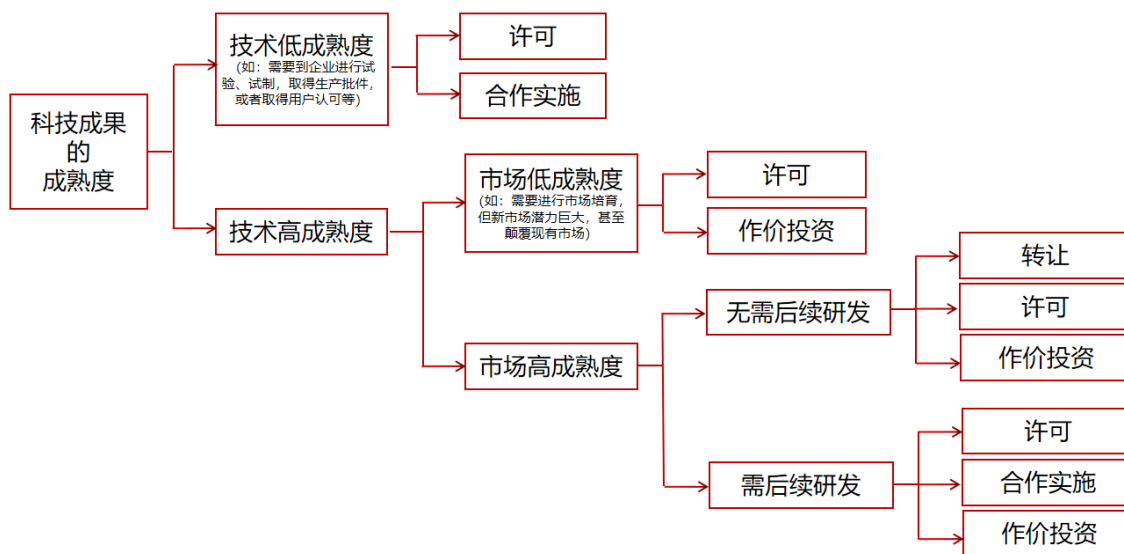 科技成果
的
成熟度
技术低成熟度
（如：需要到企业进行试
验、试制，取得生产批件，
或者取得用户认可等）
许可
合作实施
技术高成熟度
市场低成熟度
(如：需要进行市场培育，
但新市场潜力巨大，甚至
颠覆现有市场)
许可
作价投资
市场高成熟度
无需后续研发
转让
许可
作价投资
需后续研发
许可
合作实施
作价投资